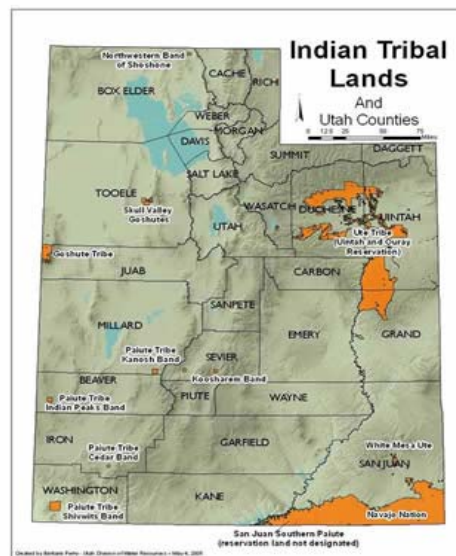 Indian Tribal
Lands
And
Utah Counties
Miles
Northwestern Band
of Shoshone
CACHE
RICH
BOX ELDER
WEBER
MORGAN
DAVIS
DAGGETT
SUMMIT
SALT LAKE
TOOELE
Skull Valley
Goshutes
WASATCH
DUCHESNE
UINTAH
UTAH
Ute Tribe
(Uintah and Ouray
Reservation)
Goshute Tribe
JUAB
CARBON
SANPETE
MILLARD
EMERY
GRAND
Paiute Tribe
Kanosh Band
SEVIER
BEAVER
Koosharem Band
Paiute Tribe
Indian Peaks Band
PIUTE
WAYNE
IRON
Paiute Tribe
Cedar Band
GARFIELD
White Mesa Ute
SAN JUAN
WASHINGTON
Paiute Tribe
Shivwits Band
KANE
Navajo Nation
San Juan Southern Paiute
(reservation land not designated)